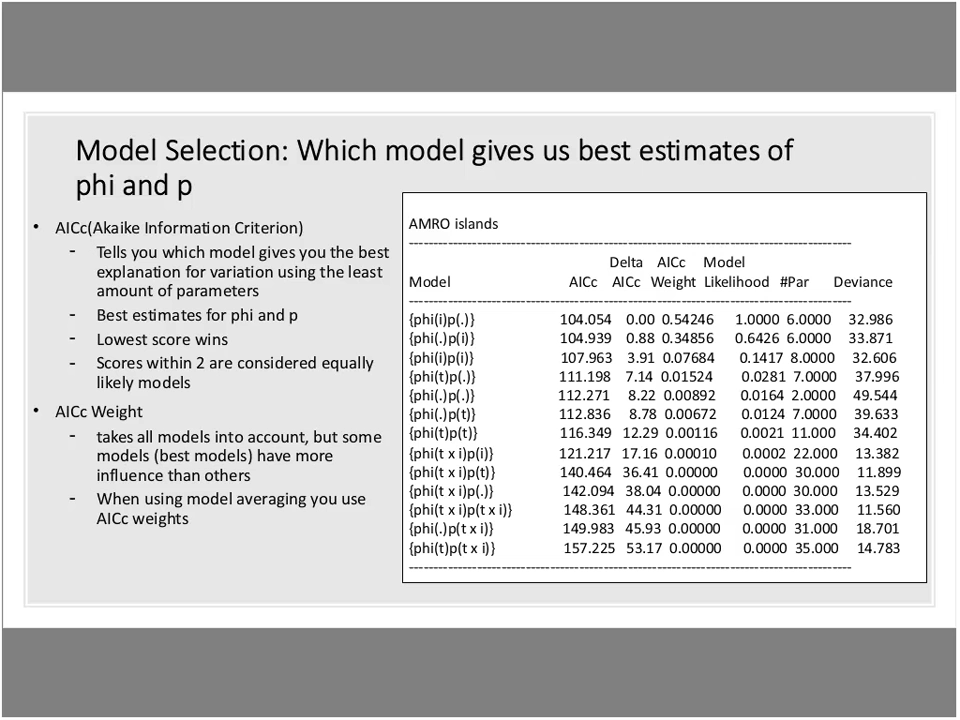 Model Selection: Which model gives us best estimates of
phi and p
• AICc(Akaike Information Criterion)
- Tells you which model gives you the best
explanation for variation using the least
amount of parameters
- Best estimates for phi and p
- Lowest score wins
- Scores within 2 are considered equally
likely models
• AICc Weight
- takes all models into account, but some
models (best models) have more
influence than others
- When using model averaging you use
AICc weights
AMRO islands
--------------------------------------------------------------------------------------------
Delta AICc Model
Model AICc AICc Weight Likelihood #Par Deviance
--------------------------------------------------------------------------------------------
{phi(i)p(.)} 104.054 0.00 0.54246 1.0000 6.0000 32.986
{phi(.)p(i)} 104.939 0.88 0.34856 0.6426 6.0000 33.871
{phi(i)p(i)} 107.963 3.91 0.07684 0.1417 8.0000 32.606
{phi(t)p(.)} 111.198 7.14 0.01524 0.0281 7.0000 37.996
{phi(.)p(.)} 112.271 8.22 0.00892 0.0164 2.0000 49.544
{phi(.)p(t)} 112.836 8.78 0.00672 0.0124 7.0000 39.633
{phi(t)p(t)} 116.349 12.29 0.00116 0.0021 11.000 34.402
{phi(t x i)p(i)} 121.217 17.16 0.00010 0.0002 22.000 13.382
{phi(t x i)p(t)} 140.464 36.41 0.00000 0.0000 30.000 11.899
{phi(t x i)p(.)} 142.094 38.04 0.00000 0.0000 30.000 13.529
{phi(t x i)p(t x i)} 148.361 44.31 0.00000 0.0000 33.000 11.560
{phi(.)p(t x i)} 149.983 45.93 0.00000 0.0000 31.000 18.701
{phi(t)p(t x i)} 157.225 53.17 0.00000 0.0000 35.000 14.783
--------------------------------------------------------------------------------------------